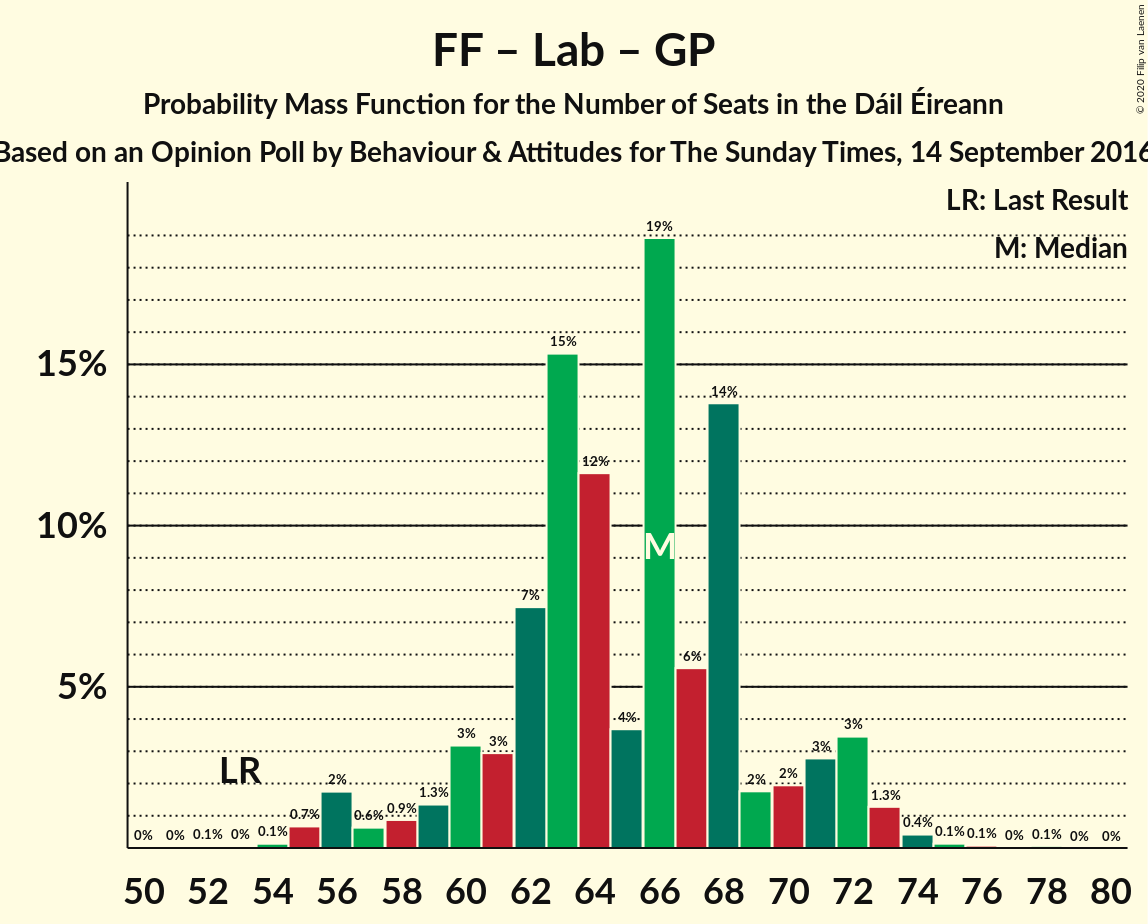 FF – Lab – GP
Probability Mass Function for the Number of Seats in the Dáil Éireann
Based on an Opinion Poll by Behaviour & Attitudes for The Sunday Times, 14 September 2016
© 2020 Filip van Laenen
LR: Last Result
M: Median
15%
10%
5%
LR
M
0% 0% 0.1% 0% 0.1% 0.7% 2% 0.6% 0.9% 1.3% 3% 3% 7% 15% 12% 4% 19% 6% 14% 2% 2% 3% 3% 1.3% 0.4% 0.1% 0.1% 0% 0.1% 0% 0%
50 52 54 56 58 60 62 64 66 68 70 72 74 76 78 80